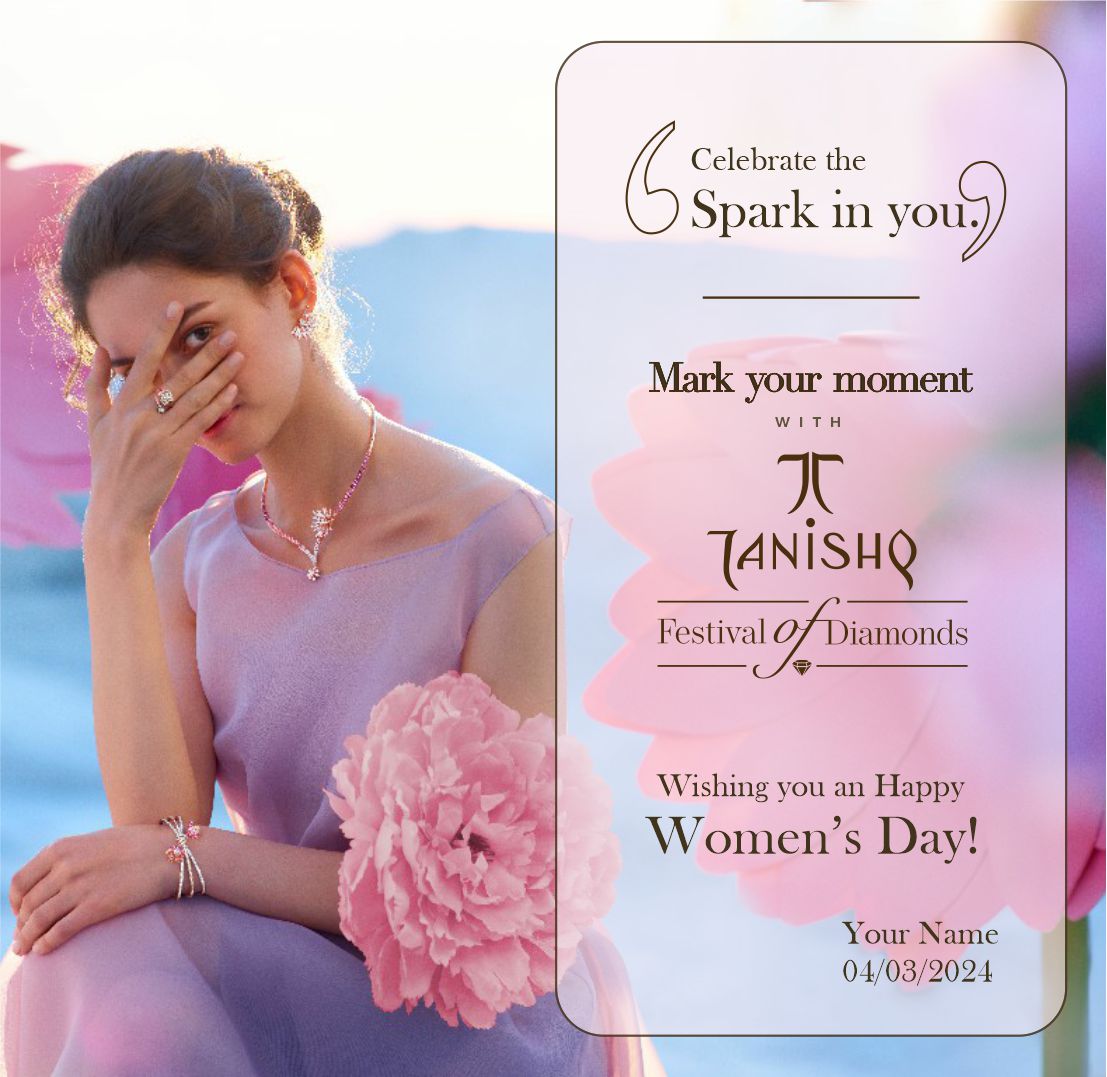 Celebrate the
Spark in you.
Mark your moment
WITH
TANISHQ
Festival of Diamonds
Wishing you an Happy
Women’s Day!
Your Name
04/03/2024